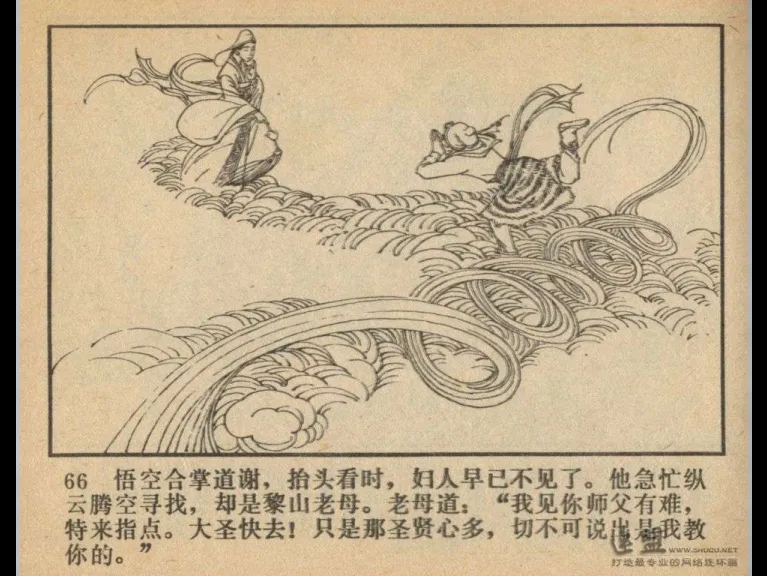 66 悟空合掌道谢，抬头看时，妇人早已不见了。他急忙纵
云腾空寻找，却是黎山老母。老母道：“我见你师父有难，
特来指点。大圣快去！只是那圣贤心多，切不可说出是我教
你的。”
WWW.SHUCU.NET
打造最专业的网络连环画